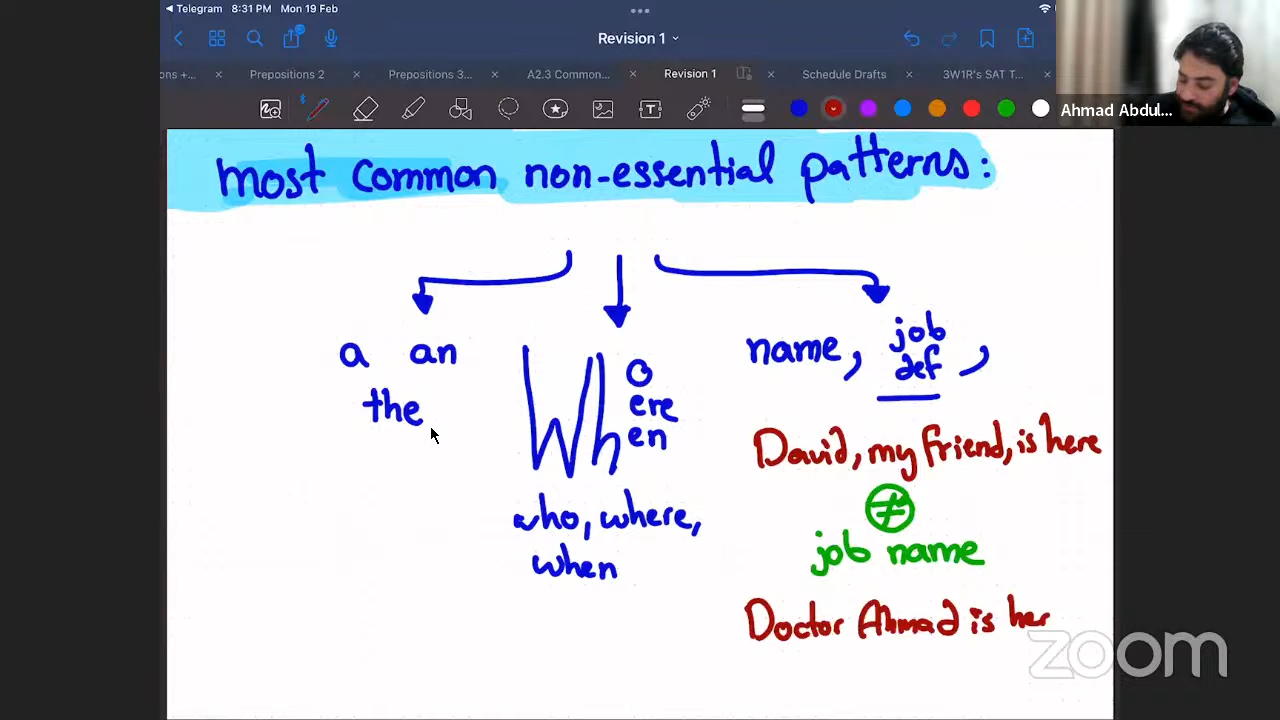 Telegram 8:31 PM Mon 19 Feb
Revision 1
ons +... Prepositions 2 Prepositions 3... A2.3 Common... Revision 1 Schedule Drafts 3W1R's SAT T...
Ahmad Abdul...
most common non-essential patterns:
a an
the
Wh o
ere
en
who, where,
when
name, job def ,
David, my friend, is here
≠
job name
Doctor Ahmad is her
zoom